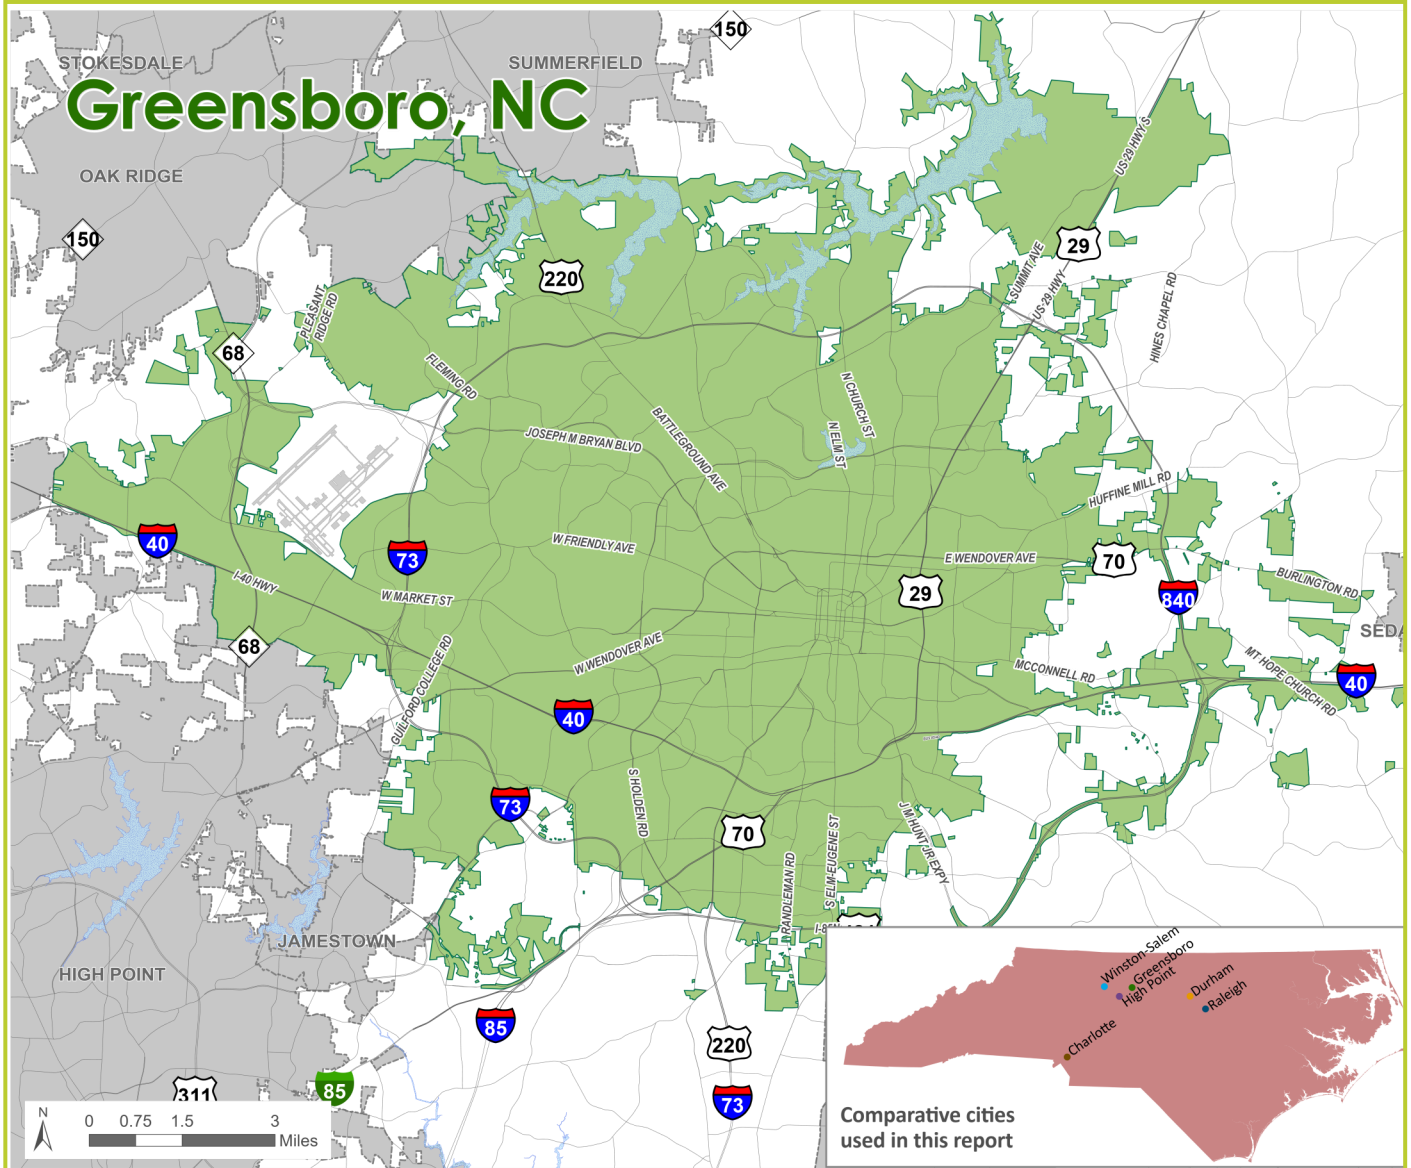 150
STOKESDALE
SUMMERFIELD
Greensboro, NC
US-29 HWY S
OAK RIDGE
150
29
220
SUMMIT AVE
US-29 HWY
PLEASANT
RIDGE RD
HINES CHAPEL RD
68
FLEMING RD
N CHURCH ST
BATTLEGROUND AVE
JOSEPH M BRYAN BLVD
N ELM ST
HUFFINE MILL RD
40
73
W FRIENDLY AVE
E WENDOVER AVE
70
I-40 HWY
W MARKET ST
29
840
BURLINGTON RD
68
GUILFORD COLLEGE RD
W WENDOVER AVE
MCCONNELL RD
MT HOPE CHURCH RD
40
40
73
S HOLDEN RD
70
RANDLEMAN RD
S ELM-EUGENE ST
J M HUNT JR EXPY
JAMESTOWN
HIGH POINT
85
220
311
85
73
N
0 0.75 1.5 3
Miles
Winston-Salem
Greensboro
High Point
Durham
Raleigh
Charlotte
Comparative cities
used in this report